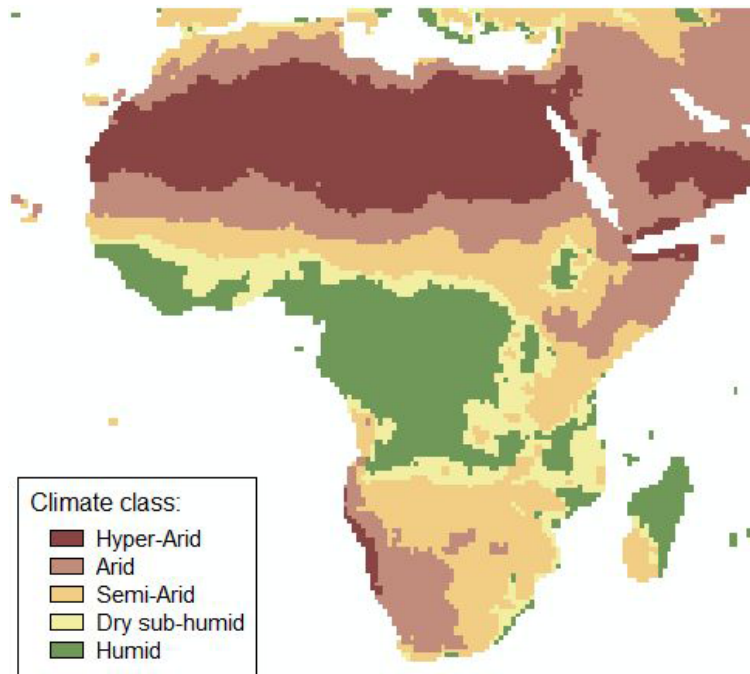 Climate class:
Hyper-Arid
Arid
Semi-Arid
Dry sub-humid
Humid